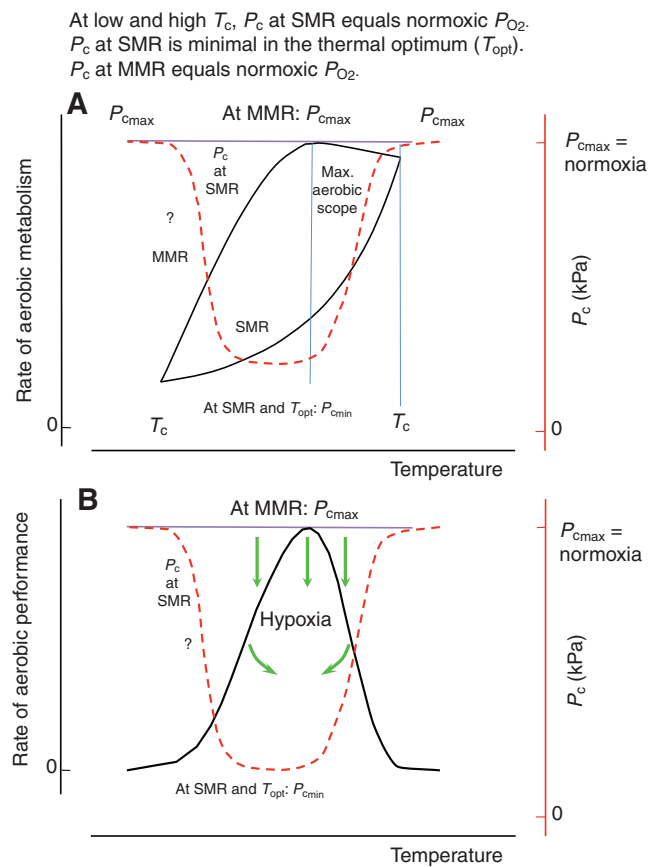 At low and high Tc, Pc at SMR equals normoxic PO2.
Pc at SMR is minimal in the thermal optimum (Topt).
Pc at MMR equals normoxic PO2.
A
Pcmax
At MMR: Pcmax
Pcmax
Pcmax =
normoxia
Pc
at
SMR
Max.
aerobic
scope
?
MMR
SMR
At SMR and Topt: Pcmin
Tc
Tc
0
0
Rate of aerobic metabolism
Pc (kPa)
Temperature
B
At MMR: Pcmax
Pcmax =
normoxia
Pc
at
SMR
?
Hypoxia
At SMR and Topt: Pcmin
0
0
Rate of aerobic performance
Pc (kPa)
Temperature